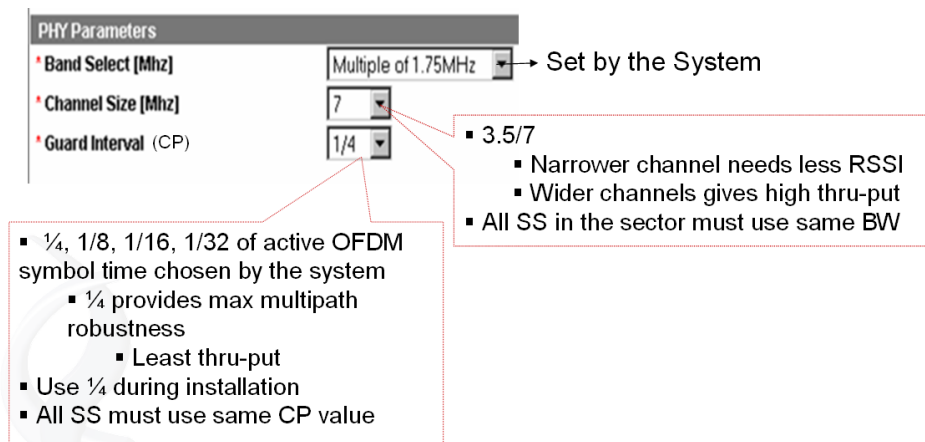 PHY Parameters
* Band Select [Mhz]
Multiple of 1.75MHz
Set by the System
* Channel Size [Mhz]
7
* Guard Interval (CP)
1/4
▪ 3.5/7
▪ Narrower channel needs less RSSI
▪ Wider channels gives high thru-put
▪ All SS in the sector must use same BW
▪ ¼, 1/8, 1/16, 1/32 of active OFDM
symbol time chosen by the system
▪ ¼ provides max multipath
robustness
▪ Least thru-put
▪ Use ¼ during installation
▪ All SS must use same CP value